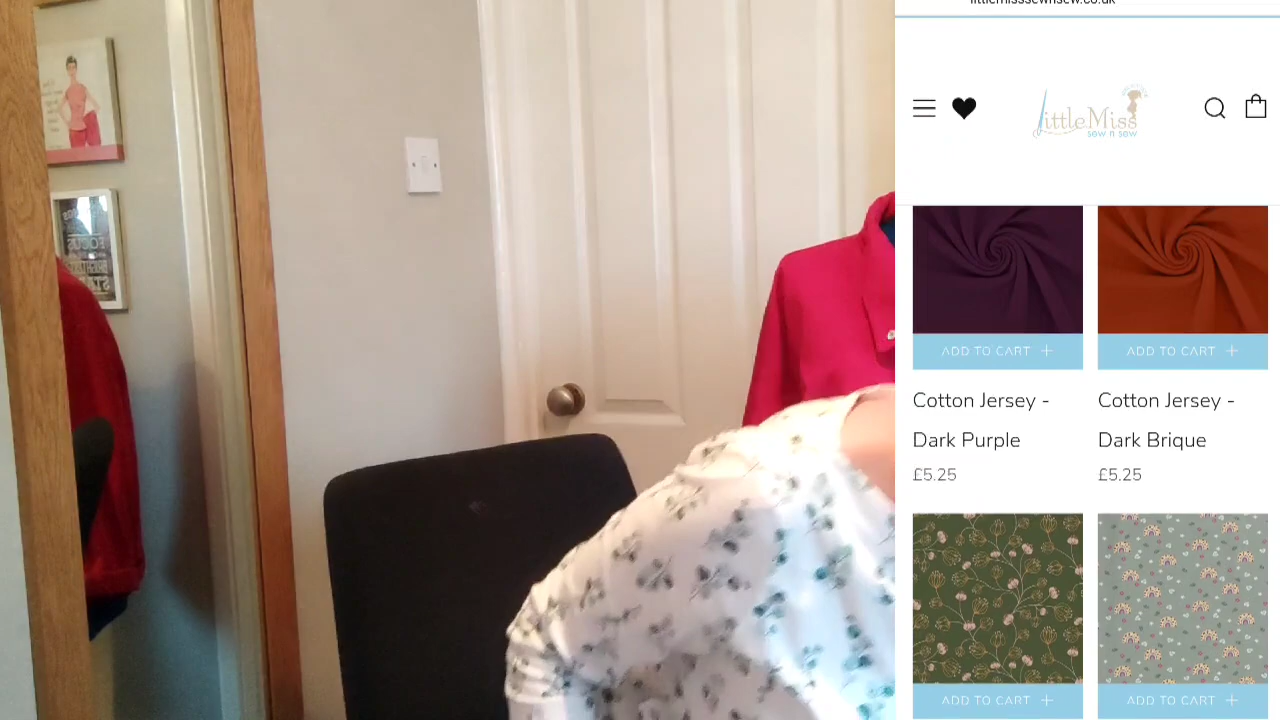 littlemisssewnsew.co.uk
LittleMiss
sew n sew
ADD TO CART +
ADD TO CART +
Cotton Jersey -
Dark Purple
£5.25
Cotton Jersey -
Dark Brique
£5.25
ADD TO CART +
ADD TO CART +